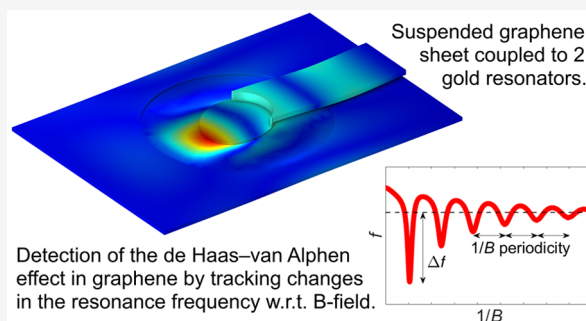 Suspended graphene
sheet coupled to 2
gold resonators.
f
Δf
1/B periodicity
1/B
Detection of the de Haas–van Alphen
effect in graphene by tracking changes
in the resonance frequency w.r.t. B-field.